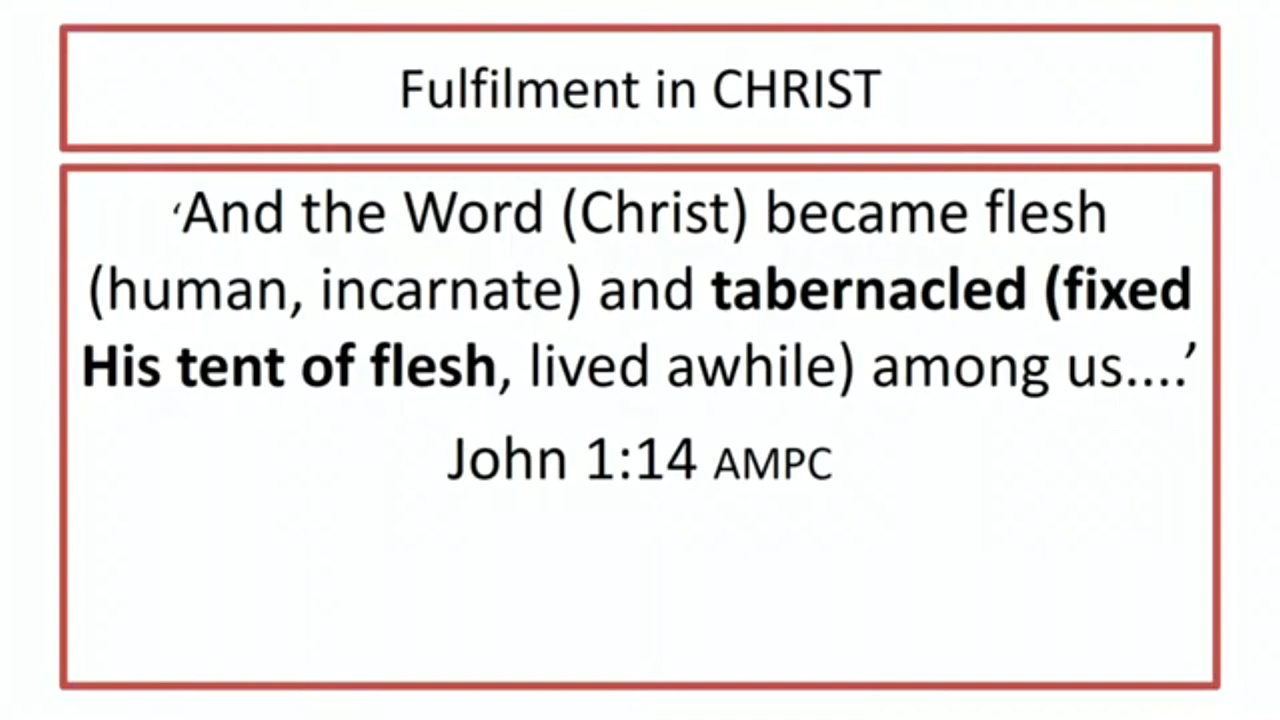 Fulfilment in CHRIST
‘And the Word (Christ) became flesh
(human, incarnate) and tabernacled (fixed
His tent of flesh, lived awhile) among us....’
John 1:14 AMPC